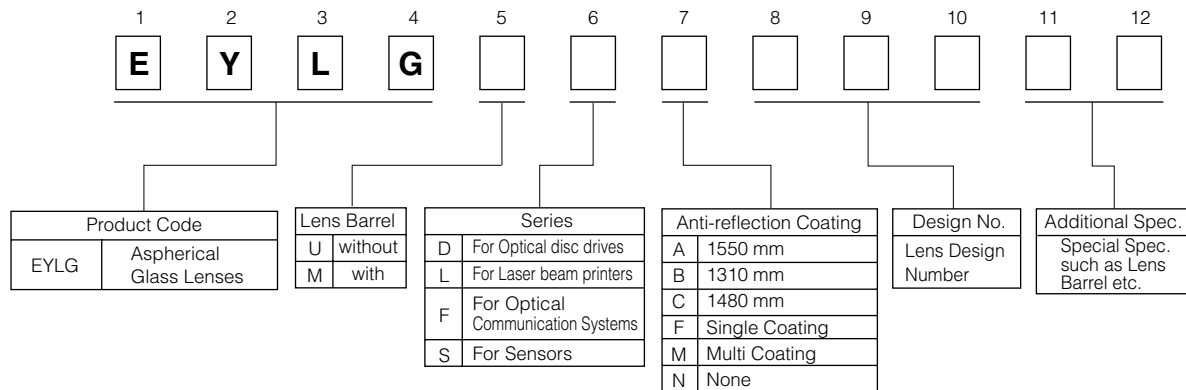 1 2 3 4 5 6 7 8 9 10 11 12
E Y L G
Product Code
EYLG Aspherical
Glass Lenses
Lens Barrel
U without
M with
Series
D For Optical disc drives
L For Laser beam printers
F For Optical
Communication Systems
S For Sensors
Anti-reflection Coating
A 1550 mm
B 1310 mm
C 1480 mm
F Single Coating
M Multi Coating
N None
Design No.
Lens Design
Number
Additional Spec.
Special Spec.
such as Lens
Barrel etc.